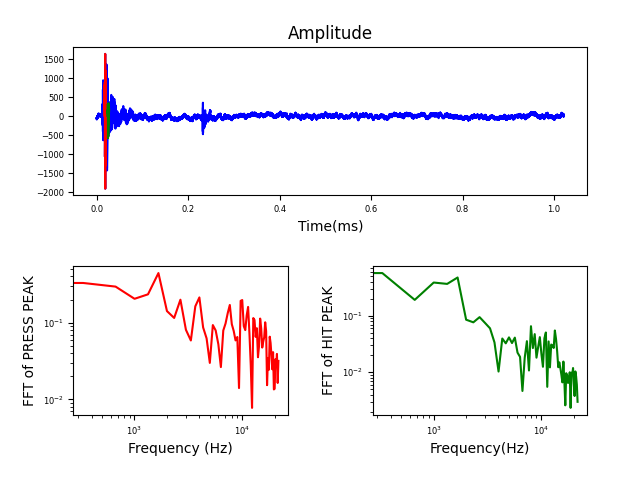 Amplitude
1500
1000
500
0
−500
−1000
−1500
−2000
0.0 0.2 0.4 0.6 0.8 1.0
Time(ms)
FFT of PRESS PEAK
10⁻¹
10⁻²
10³ 10⁴
Frequency (Hz)
FFT of HIT PEAK
10⁻¹
10⁻²
10³ 10⁴
Frequency(Hz)